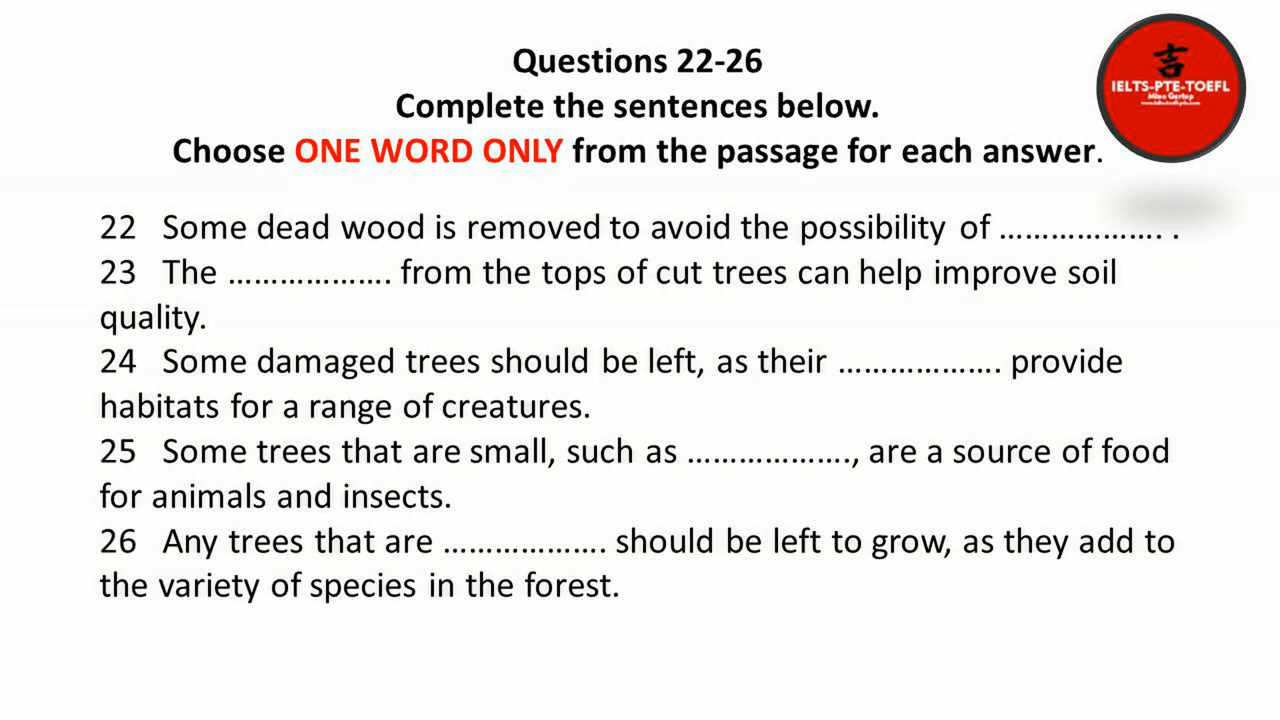 Questions 22-26
Complete the sentences below.
Choose ONE WORD ONLY from the passage for each answer.
吉
IELTS-PTE-TOEFL
22 Some dead wood is removed to avoid the possibility of ………………. .
23 The ………………. from the tops of cut trees can help improve soil
quality.
24 Some damaged trees should be left, as their ………………. provide
habitats for a range of creatures.
25 Some trees that are small, such as ………………., are a source of food
for animals and insects.
26 Any trees that are ………………. should be left to grow, as they add to
the variety of species in the forest.